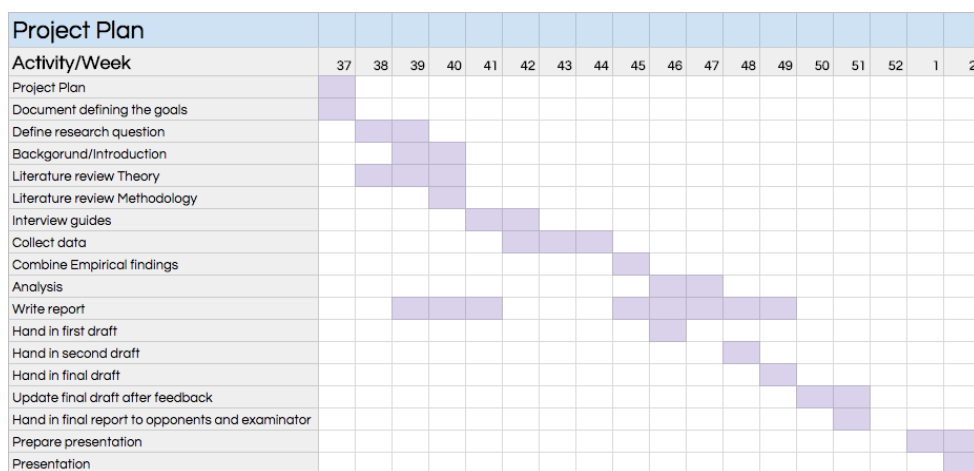 Project Plan
Activity/Week 37 38 39 40 41 42 43 44 45 46 47 48 49 50 51 52 1 2
Project Plan
Document defining the goals
Define research question
Backgorund/Introduction
Literature review Theory
Literature review Methodology
Interview guides
Collect data
Combine Empirical findings
Analysis
Write report
Hand in first draft
Hand in second draft
Hand in final draft
Update final draft after feedback
Hand in final report to opponents and examinator
Prepare presentation
Presentation